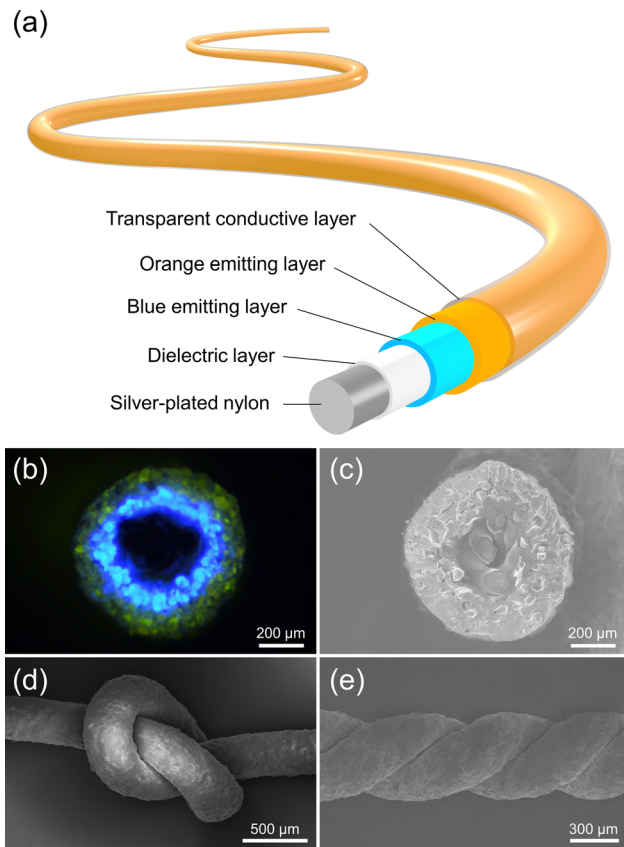 (a)
Transparent conductive layer
Orange emitting layer
Blue emitting layer
Dielectric layer
Silver-plated nylon
(b)
200 µm
(c)
200 µm
(d)
500 µm
(e)
300 µm